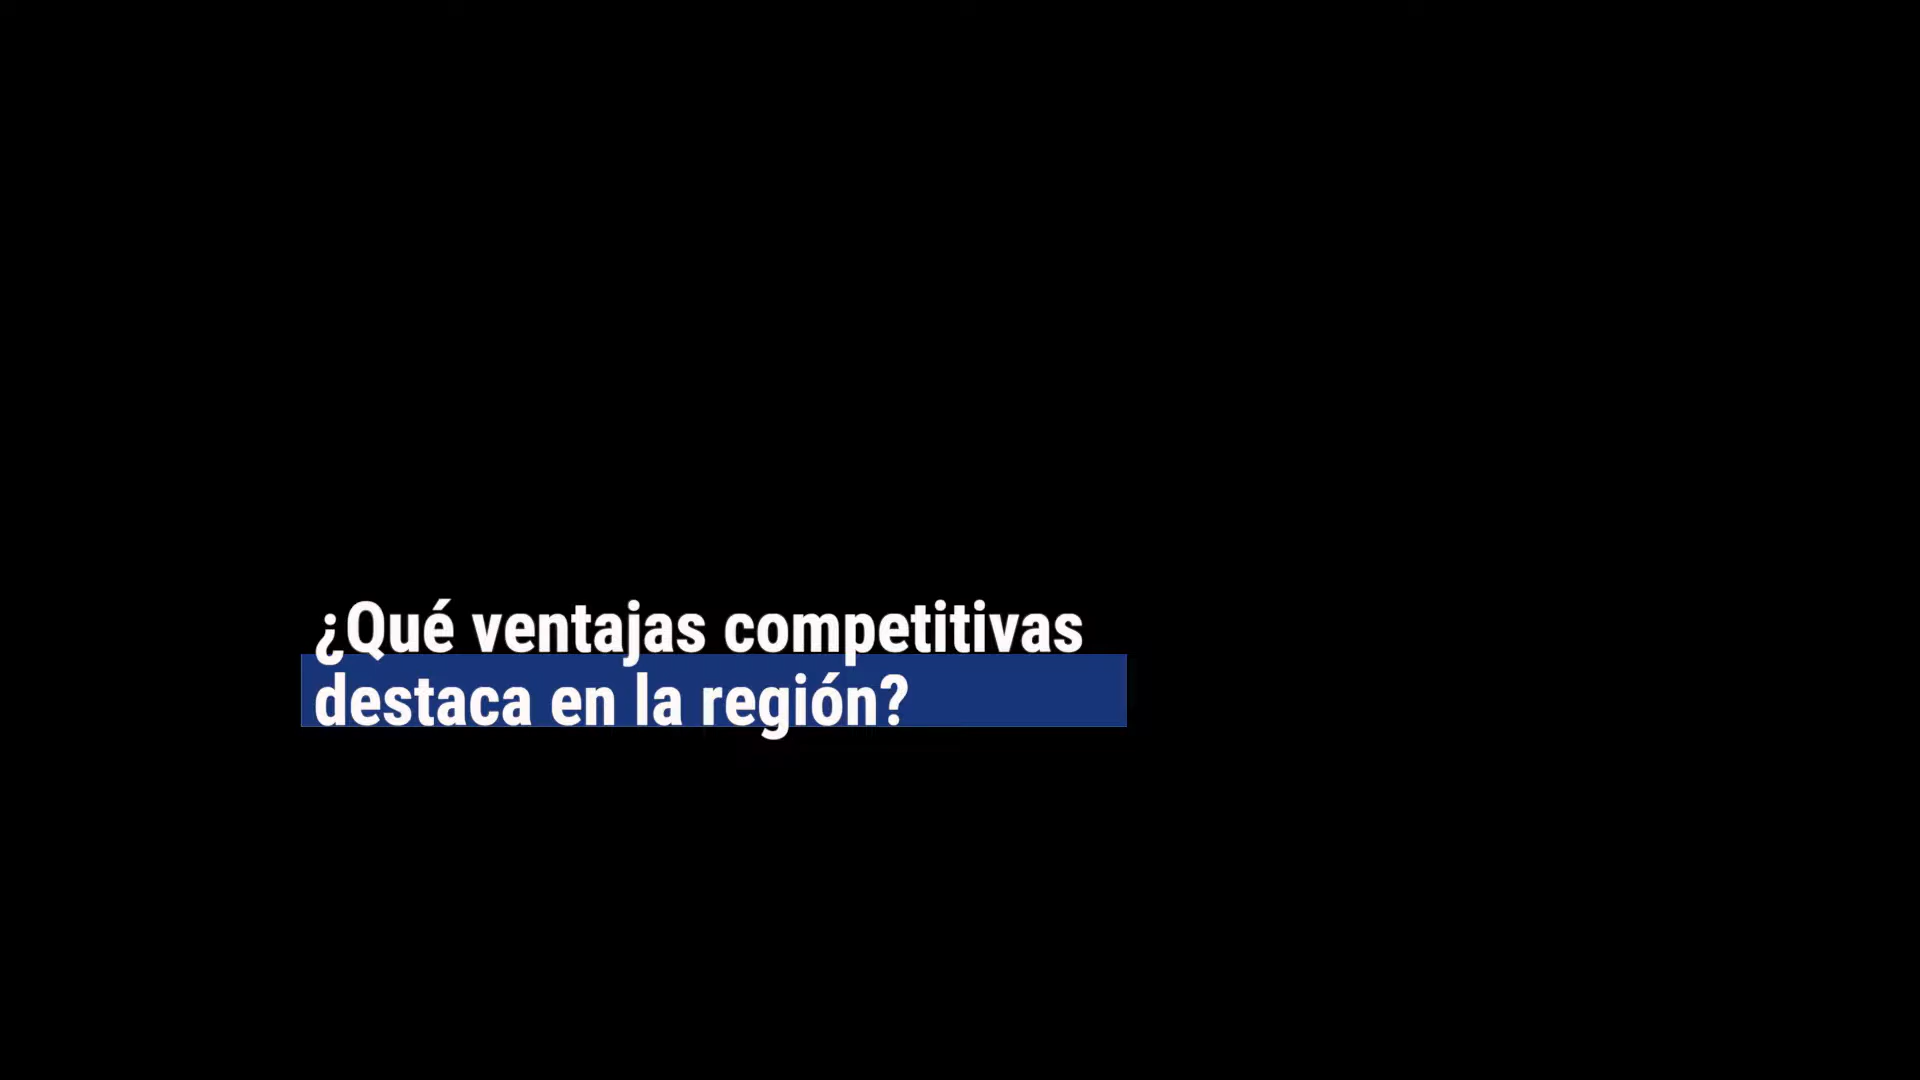 ¿Qué ventajas competitivas
destaca en la región?